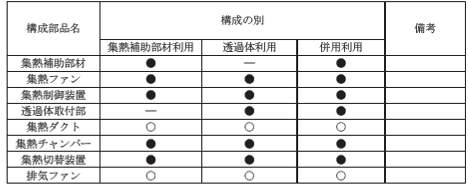 構成部品名 構成の別 備考
集熱補助部材利用 透過体利用 併用利用
集熱補助部材 ● — ●
集熱ファン ● ● ●
集熱制御装置 ● ● ●
透過体取付部 — ● ●
集熱ダクト ○ ○ ○
集熱チャンバー ● ● ●
集熱切替装置 ● ● ●
排気ファン ○ ○ ○